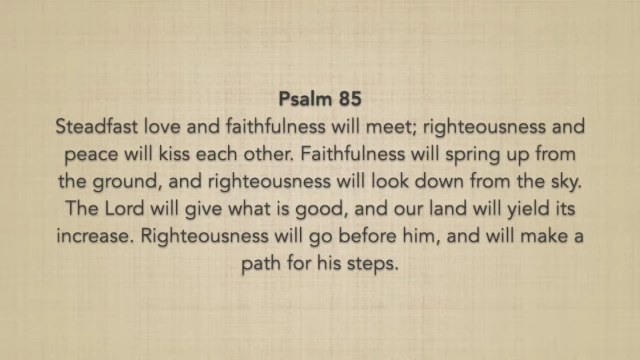 Psalm 85
Steadfast love and faithfulness will meet; righteousness and
peace will kiss each other. Faithfulness will spring up from
the ground, and righteousness will look down from the sky.
The Lord will give what is good, and our land will yield its
increase. Righteousness will go before him, and will make a
path for his steps.